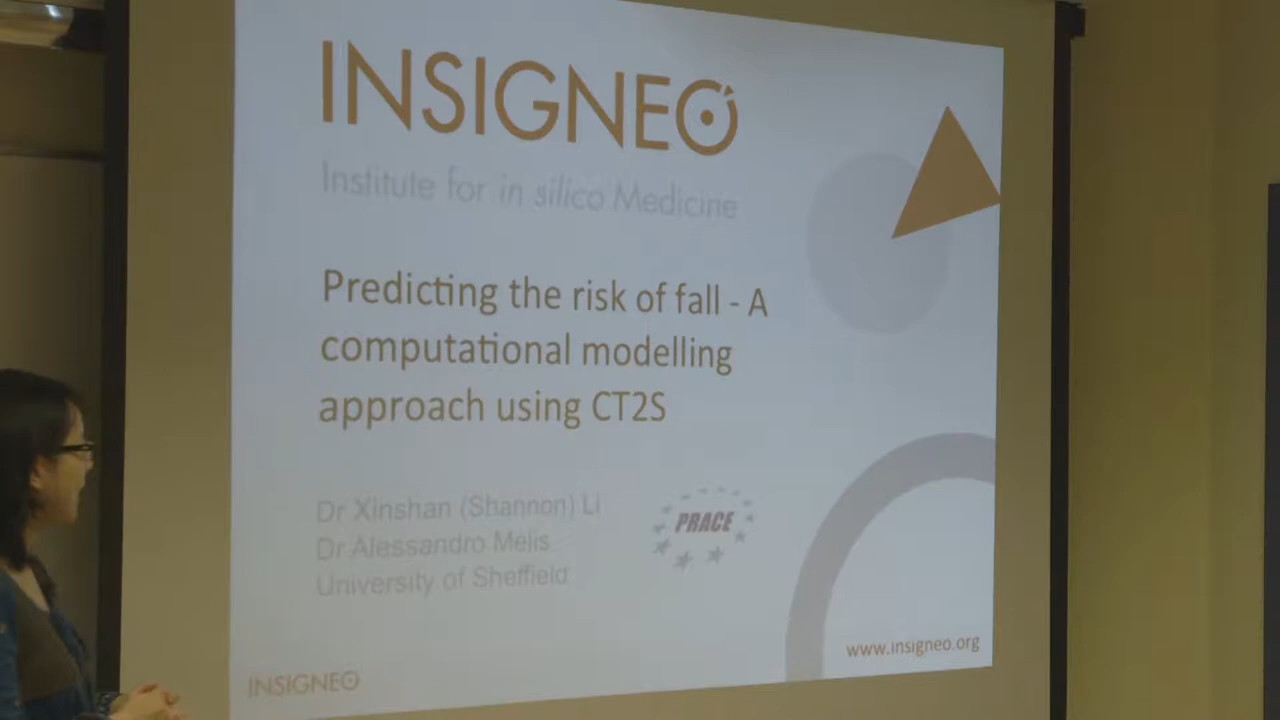 INSIGNEO
Institute for in silico Medicine
Predicting the risk of fall - A
computational modelling
approach using CT2S
Dr Xinshan (Shannon) Li
Dr Alessandro Melis
University of Sheffield
PRACE
www.insigneo.org
INSIGNEO